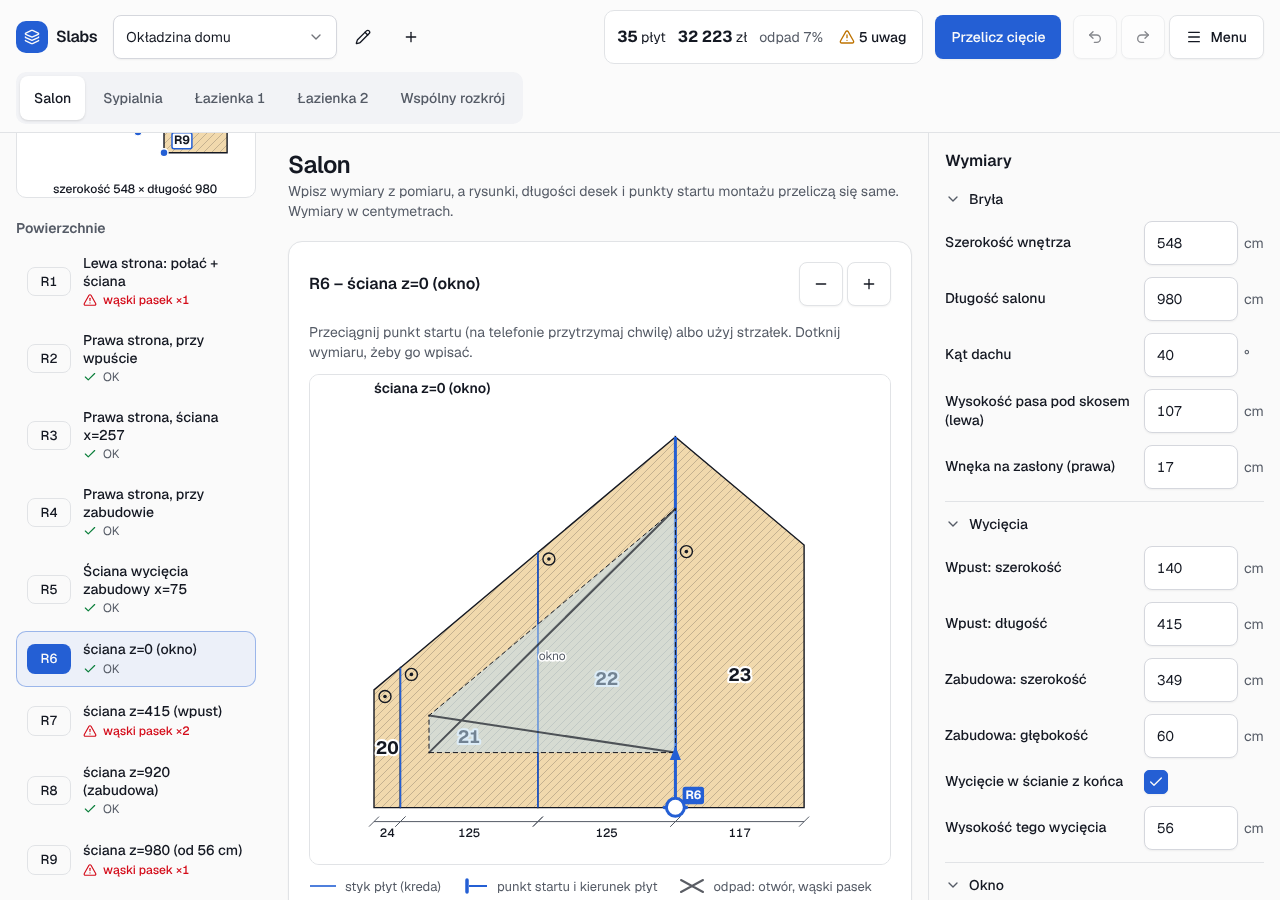 Slabs
Okładzina domu
35 płyt 32 223 zł odpad 7% 5 uwag
Przelicz cięcie
Menu
Salon
Sypialnia
Łazienka 1
Łazienka 2
Wspólny rozkrój
R9
szerokość 548 × długość 980
Powierzchnie
R1
Lewa strona: połać +
ściana
wąski pasek ×1
R2
Prawa strona, przy
wpuście
OK
R3
Prawa strona, ściana
x=257
OK
R4
Prawa strona, przy
zabudowie
OK
R5
Ściana wycięcia
zabudowy x=75
OK
R6
ściana z=0 (okno)
OK
R7
ściana z=415 (wpust)
wąski pasek ×2
R8
ściana z=920
(zabudowa)
OK
R9
ściana z=980 (od 56 cm)
wąski pasek ×1
Salon
Wpisz wymiary z pomiaru, a rysunki, długości desek i punkty startu montażu przeliczą się same.
Wymiary w centymetrach.
R6 – ściana z=0 (okno)
Przeciągnij punkt startu (na telefonie przytrzymaj chwilę) albo użyj strzałek. Dotknij
wymiaru, żeby go wpisać.
ściana z=0 (okno)
okno
22
23
21
20
R6
24
125
125
117
styk płyt (kreda)
punkt startu i kierunek płyt
odpad: otwór, wąski pasek
Wymiary
Bryła
Szerokość wnętrza
548 cm
Długość salonu
980 cm
Kąt dachu
40 °
Wysokość pasa pod skosem
(lewa)
107 cm
Wnęka na zasłony (prawa)
17 cm
Wycięcia
Wpust: szerokość
140 cm
Wpust: długość
415 cm
Zabudowa: szerokość
349 cm
Zabudowa: głębokość
60 cm
Wycięcie w ścianie z końca
Wysokość tego wycięcia
56 cm
Okno